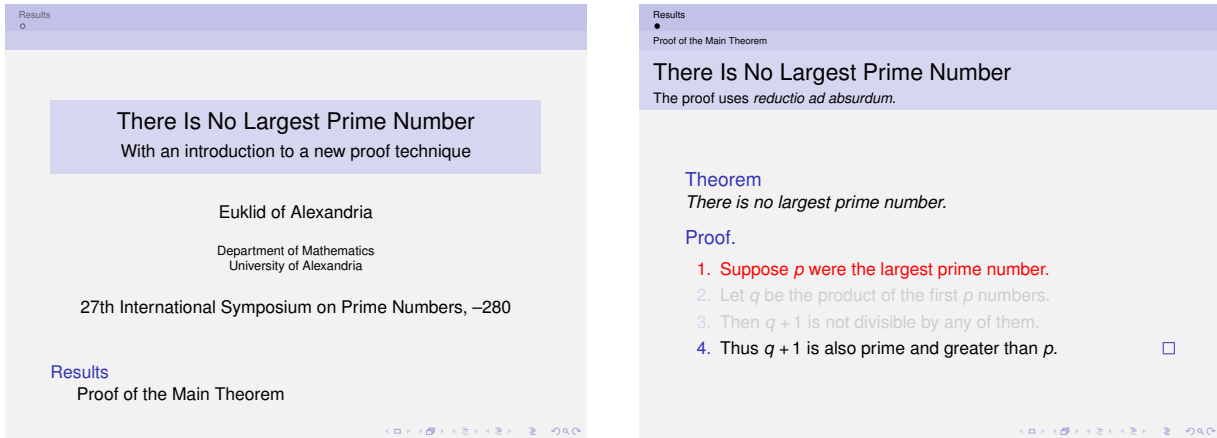 Results
There Is No Largest Prime Number
With an introduction to a new proof technique
Euklid of Alexandria
Department of Mathematics
University of Alexandria
27th International Symposium on Prime Numbers, –280
Results
Proof of the Main Theorem
Results
Proof of the Main Theorem
There Is No Largest Prime Number
The proof uses reductio ad absurdum.
Theorem
There is no largest prime number.
Proof.
1. Suppose p were the largest prime number.
2. Let q be the product of the first p numbers.
3. Then q + 1 is not divisible by any of them.
4. Thus q + 1 is also prime and greater than p.